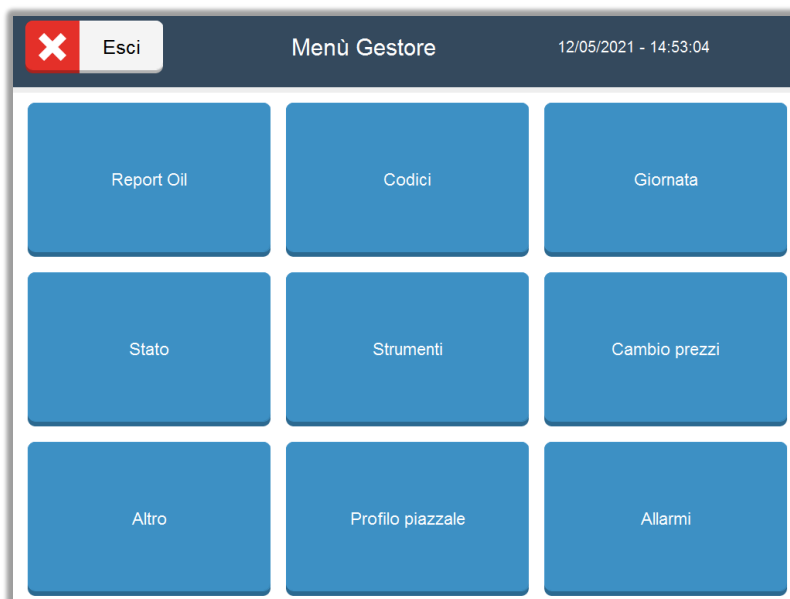 Esci
Menù Gestore
12/05/2021 - 14:53:04
Report Oil
Codici
Giornata
Stato
Strumenti
Cambio prezzi
Altro
Profilo piazzale
Allarmi